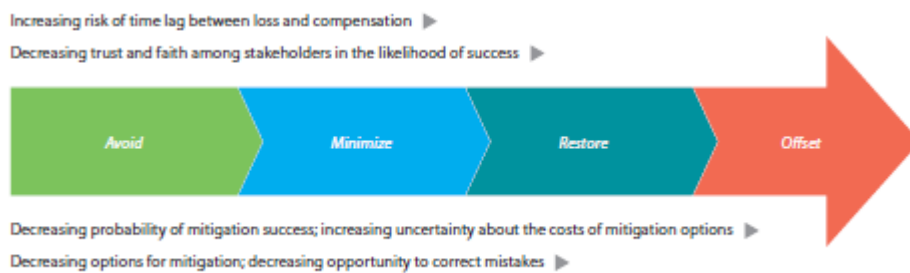 Increasing risk of time lag between loss and compensation
Decreasing trust and faith among stakeholders in the likelihood of success
Avoid
Minimize
Restore
Offset
Decreasing probability of mitigation success; increasing uncertainty about the costs of mitigation options
Decreasing options for mitigation; decreasing opportunity to correct mistakes